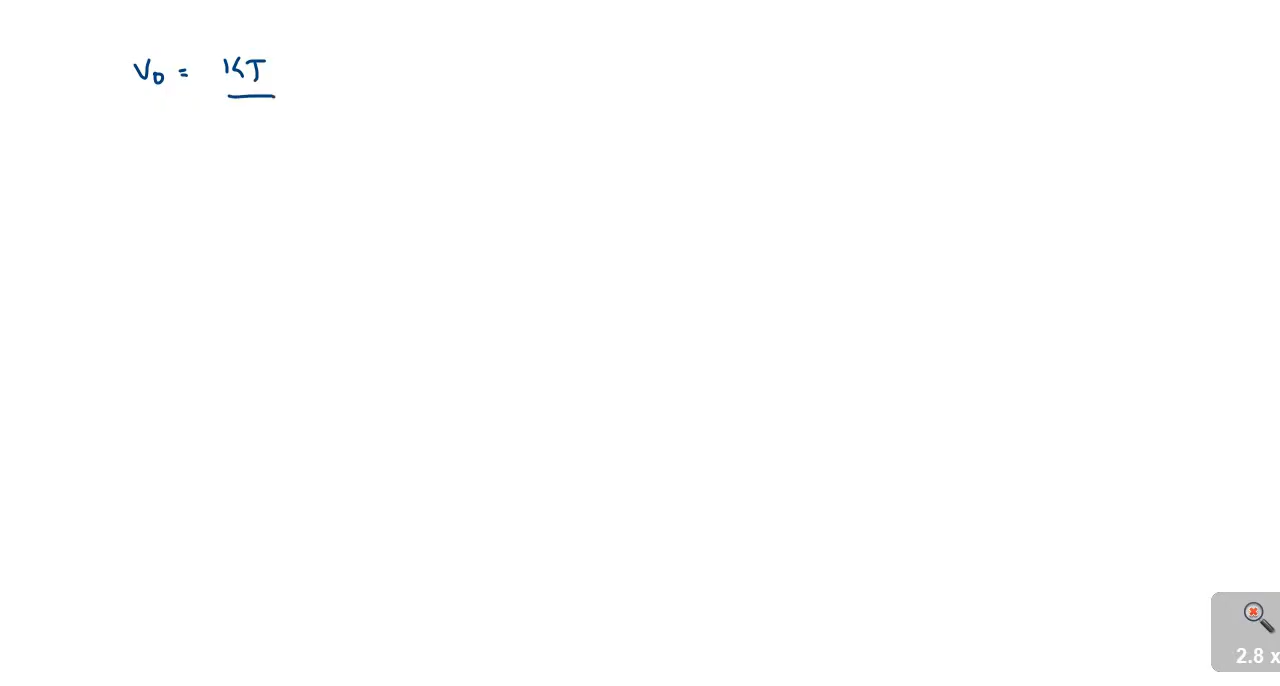 V₀ = KT
2.8 x